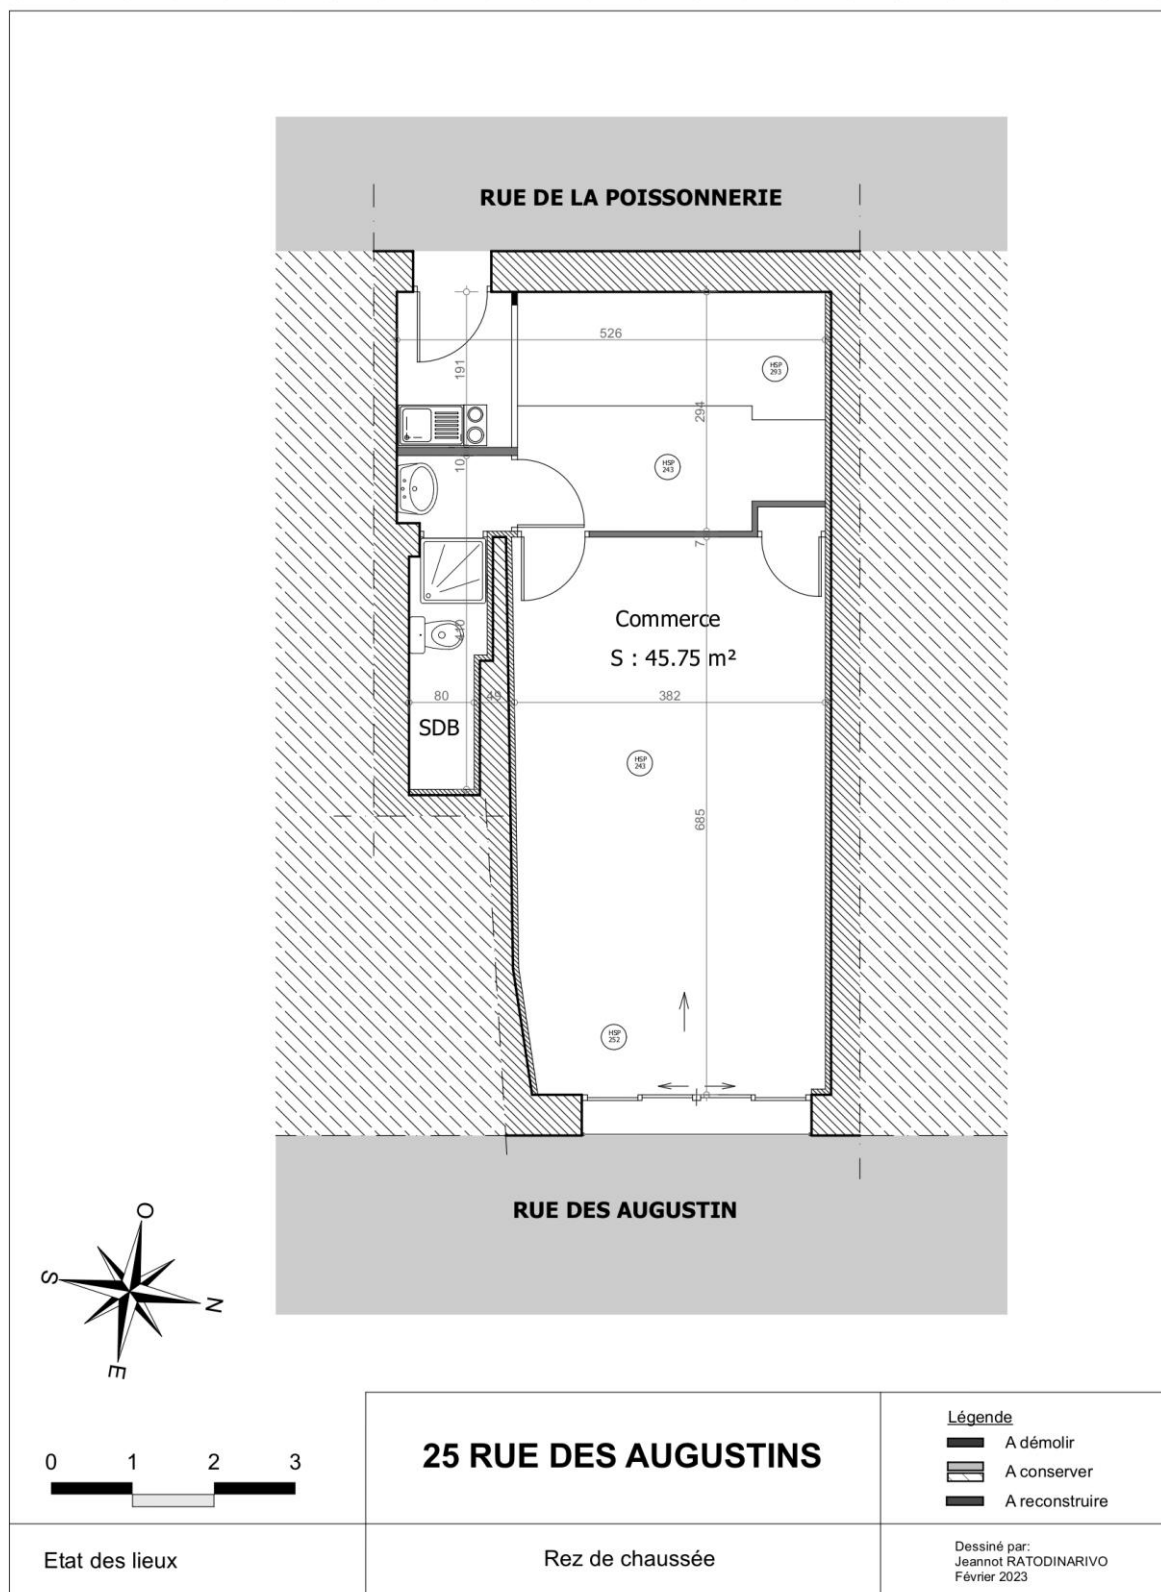 RUE DE LA POISSONNERIE
526
HSP
293
191
294
HSP
243
10
7
Commerce
S : 45.75 m²
410
80
49
382
SDB
HSP
243
685
HSP
252
RUE DES AUGUSTIN
O
S
N
E
0 1 2 3
25 RUE DES AUGUSTINS
Légende
A démolir
A conserver
A reconstruire
Etat des lieux
Rez de chaussée
Dessiné par:
Jeannot RATODINARIVO
Février 2023